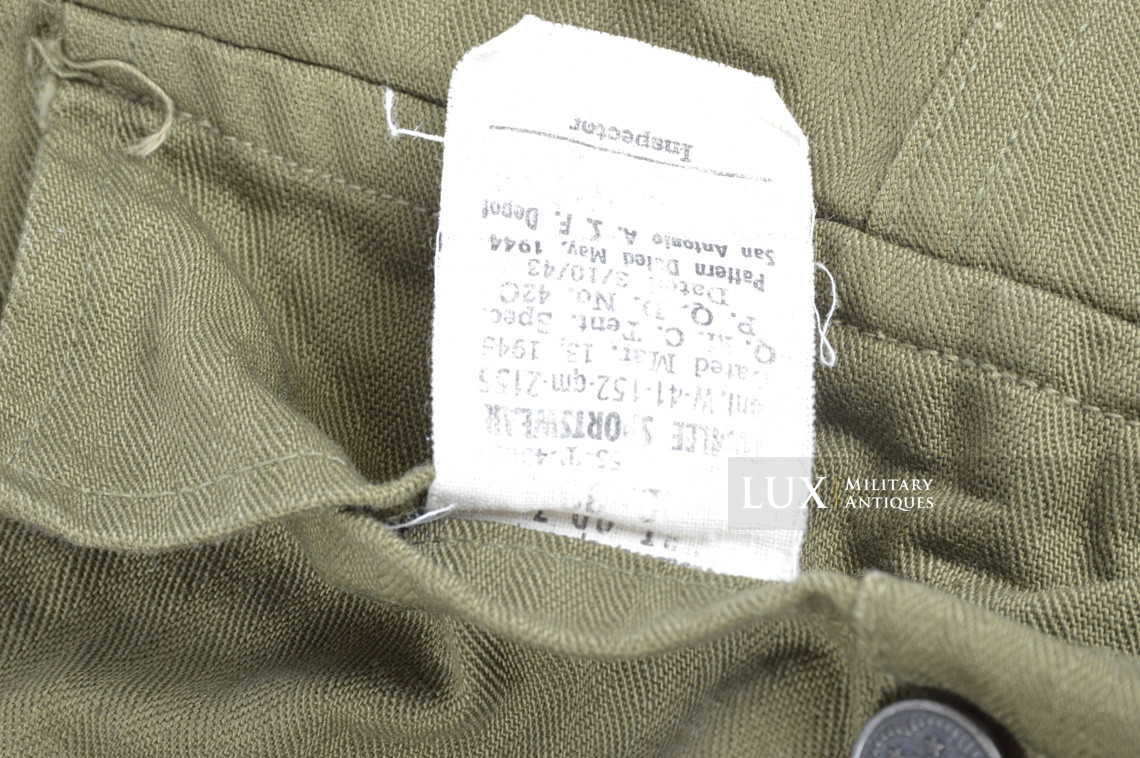 SPORTSWEAR
Cont.W-41-152-qm-2155
Dated Mar. 13, 1945
Q. M. C. Tent. Spec.
P. Q. D. No. 42C
Dated 3/10/43
Pattern Dated May, 1944
San Antonio A. S. F. Depot
Inspector
LUX MILITARY
ANTIQUES